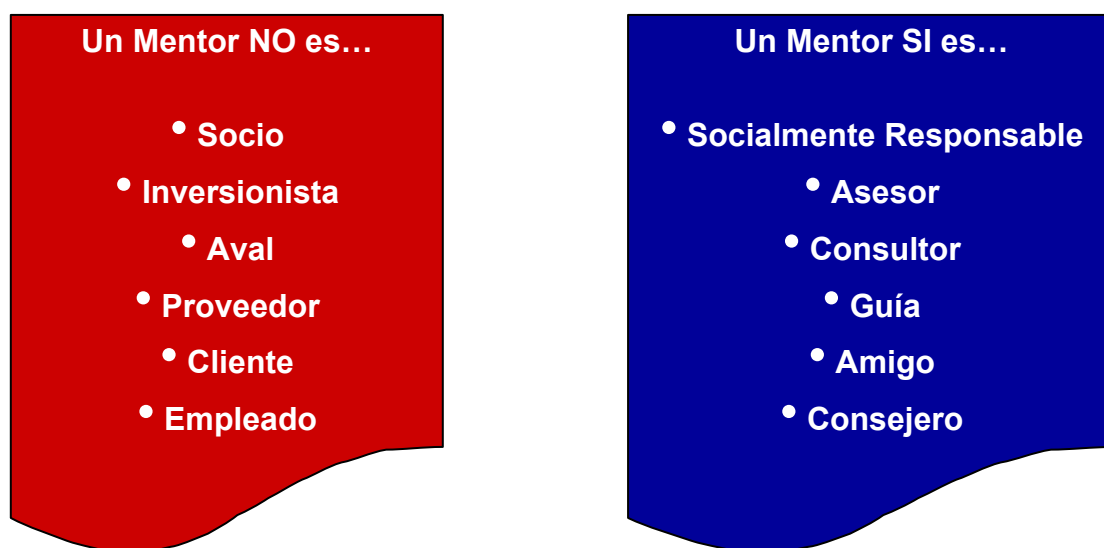 Un Mentor NO es…
• Socio
• Inversionista
• Aval
• Proveedor
• Cliente
• Empleado
Un Mentor SI es…
• Socialmente Responsable
• Asesor
• Consultor
• Guía
• Amigo
• Consejero